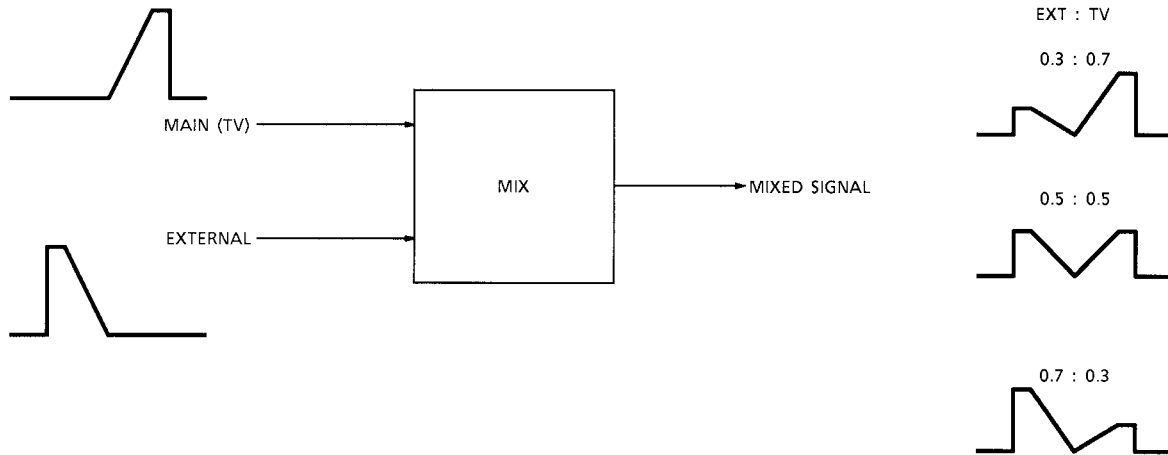 EXT : TV
0.3 : 0.7
MAIN (TV)
MIX
MIXED SIGNAL
0.5 : 0.5
EXTERNAL
0.7 : 0.3